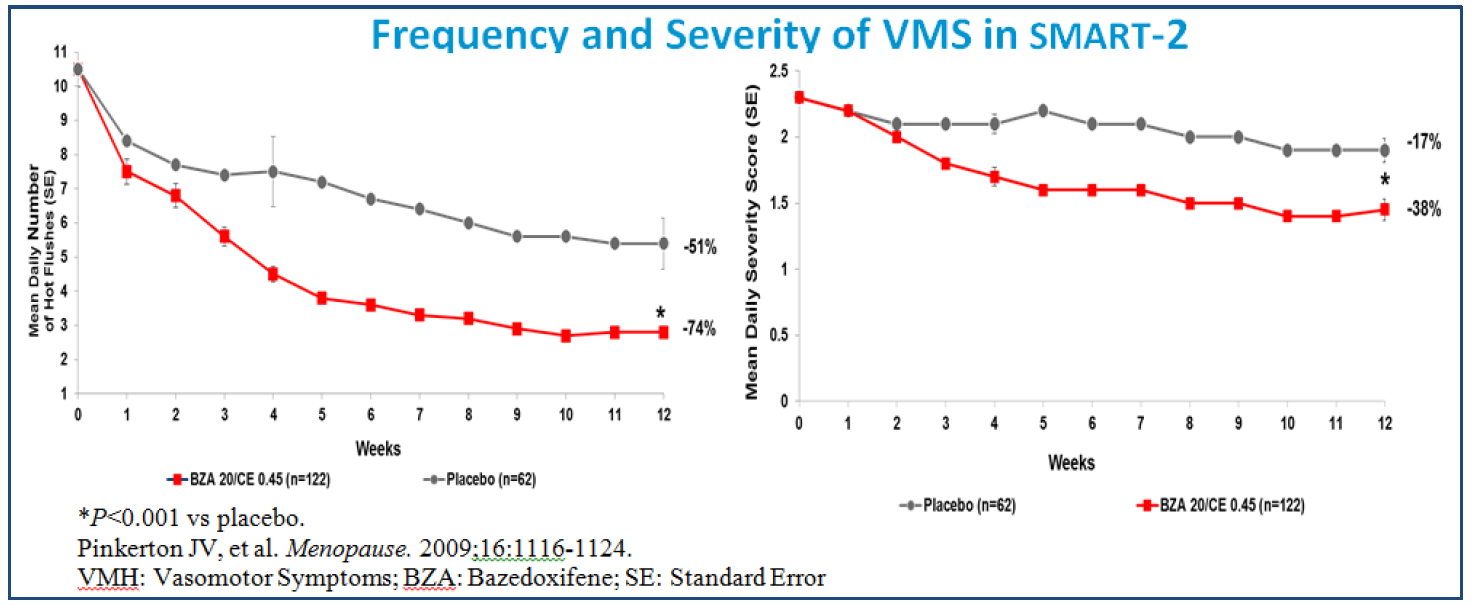 Frequency and Severity of VMS in SMART-2
Mean Daily Number
of Hot Flushes (SE)
11
10
9
8
7
6
5
4
3
2
1
0 1 2 3 4 5 6 7 8 9 10 11 12
Weeks
-51%
*
-74%
BZA 20/CE 0.45 (n=122) Placebo (n=62)
Mean Daily Severity Score (SE)
2.5
2
1.5
1
0.5
0
0 1 2 3 4 5 6 7 8 9 10 11 12
Weeks
-17%
*
-38%
Placebo (n=62) BZA 20/CE 0.45 (n=122)
*P<0.001 vs placebo.
Pinkerton JV, et al. Menopause. 2009;16:1116-1124.
VMH: Vasomotor Symptoms; BZA: Bazedoxifene; SE: Standard Error